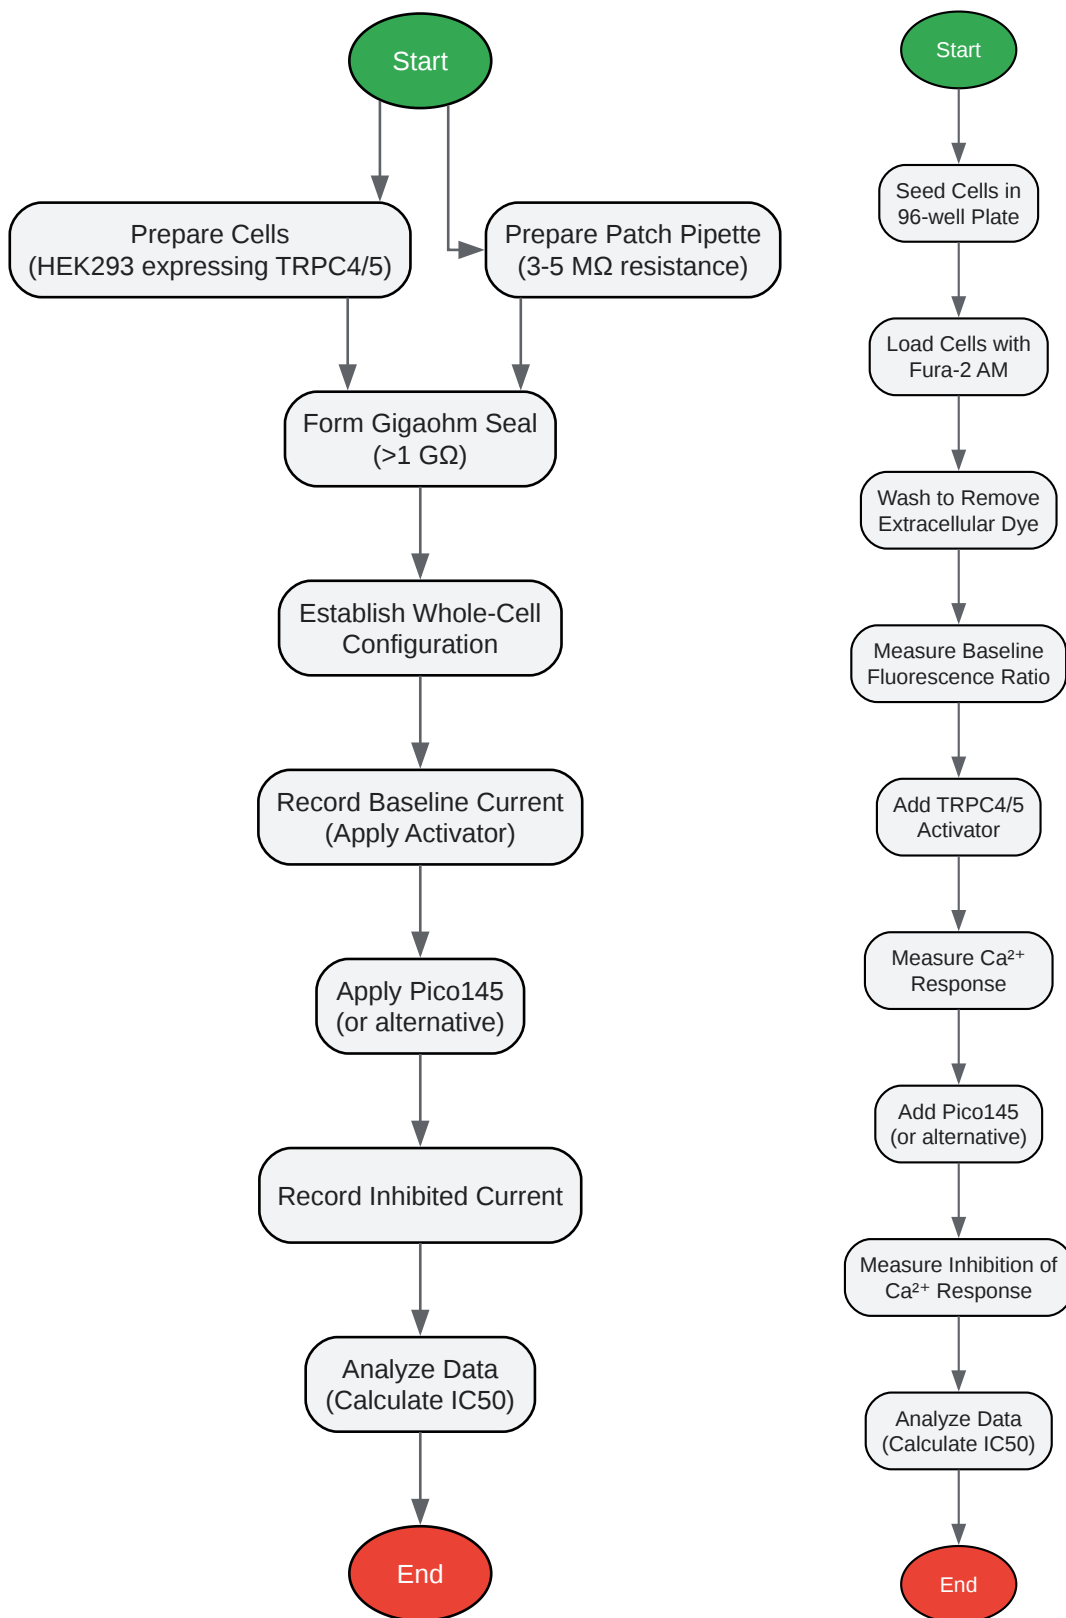 Start
Prepare Cells
(HEK293 expressing TRPC4/5)
Prepare Patch Pipette
(3-5 MΩ resistance)
Form Gigaohm Seal
(>1 GΩ)
Establish Whole-Cell
Configuration
Record Baseline Current
(Apply Activator)
Apply Pico145
(or alternative)
Record Inhibited Current
Analyze Data
(Calculate IC50)
End
Start
Seed Cells in
96-well Plate
Load Cells with
Fura-2 AM
Wash to Remove
Extracellular Dye
Measure Baseline
Fluorescence Ratio
Add TRPC4/5
Activator
Measure Ca²⁺
Response
Add Pico145
(or alternative)
Measure Inhibition of
Ca²⁺ Response
Analyze Data
(Calculate IC50)
End